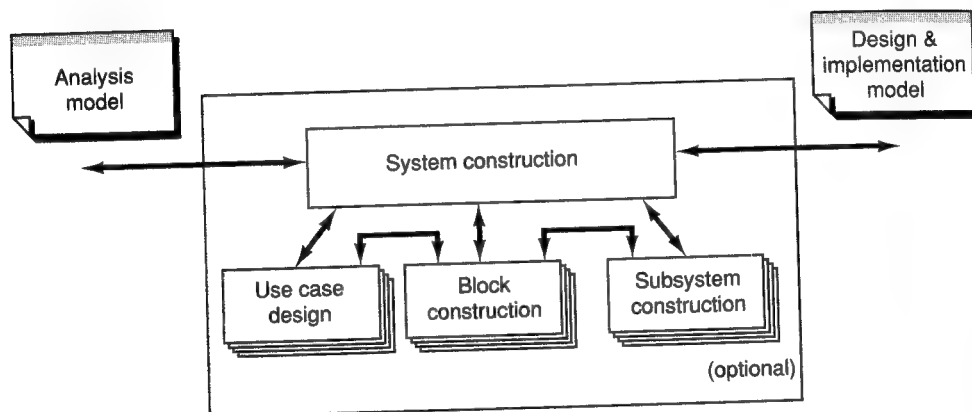 Analysis
model
Design &
implementation
model
System construction
Use case
design
Block
construction
Subsystem
construction
(optional)